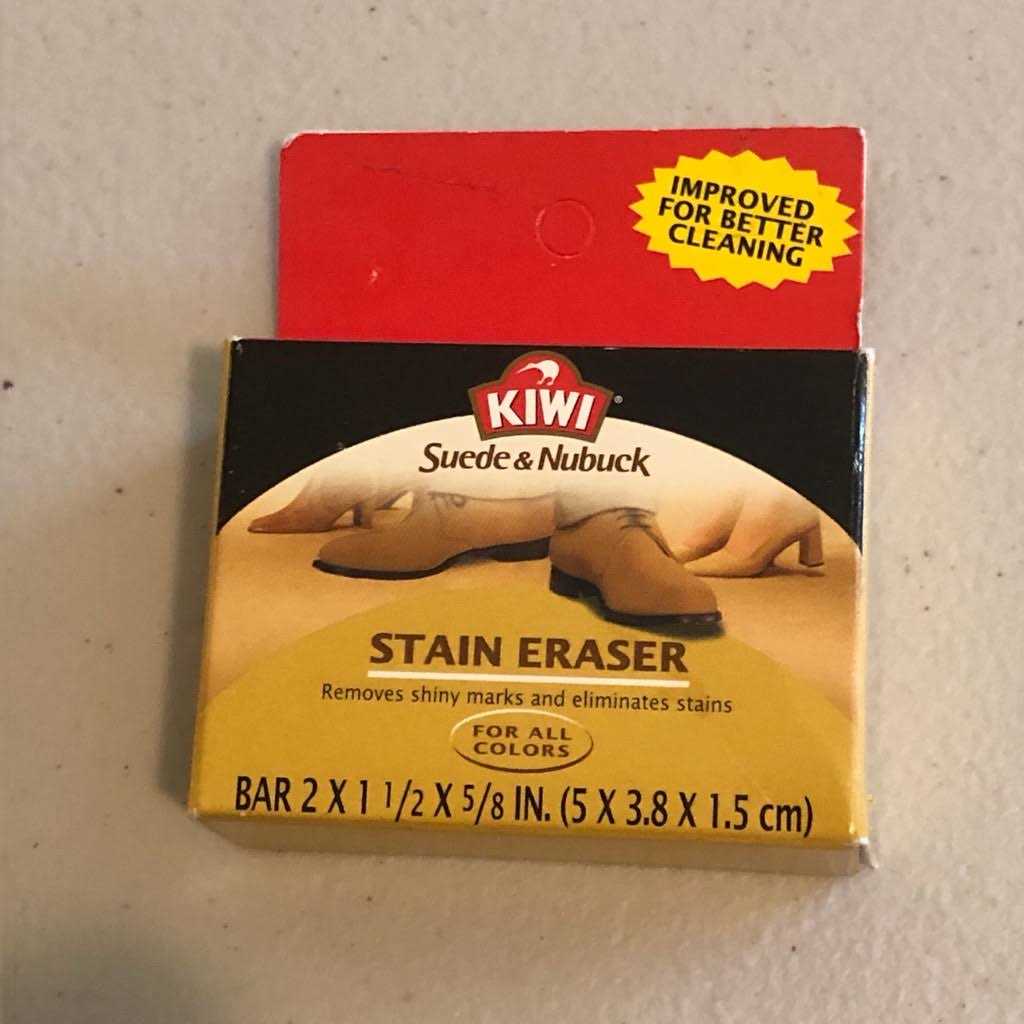 IMPROVED
FOR BETTER
CLEANING
KIWI®
Suede & Nubuck
STAIN ERASER
Removes shiny marks and eliminates stains
FOR ALL
COLORS
BAR 2 X 1 1/2 X 5/8 IN. (5 X 3.8 X 1.5 cm)